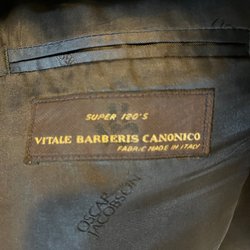 SUPER 120'S
VITALE BARBERIS CANONICO
FABRIC MADE IN ITALY
OSCAR
JACOBSON